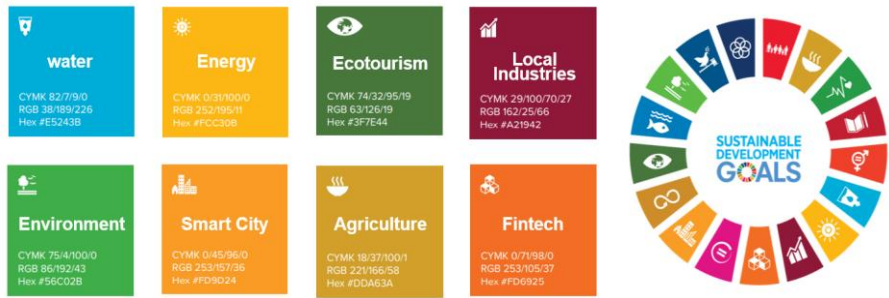 water
CYMK 82/7/9/0
RGB 38/189/226
Hex #E5243B
Energy
CYMK 0/31/100/0
RGB 252/195/11
Hex #FCC30B
Ecotourism
CYMK 74/32/95/19
RGB 63/126/19
Hex #3F7E44
Local
Industries
CYMK 29/100/70/27
RGB 162/25/66
Hex #A21942
Environment
CYMK 75/4/100/0
RGB 86/192/43
Hex #56C02B
Smart City
CYMK 0/45/96/0
RGB 253/157/36
Hex #FD9D24
Agriculture
CYMK 18/37/100/1
RGB 221/166/58
Hex #DDA63A
Fintech
CYMK 0/71/98/0
RGB 253/105/37
Hex #FD6925
SUSTAINABLE
DEVELOPMENT
GOALS